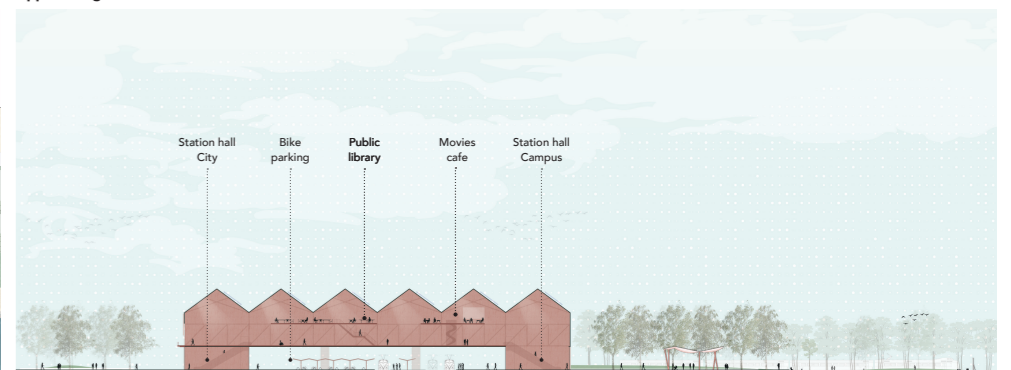 Station hall
City
Bike
parking
Public
library
Movies
cafe
Station hall
Campus